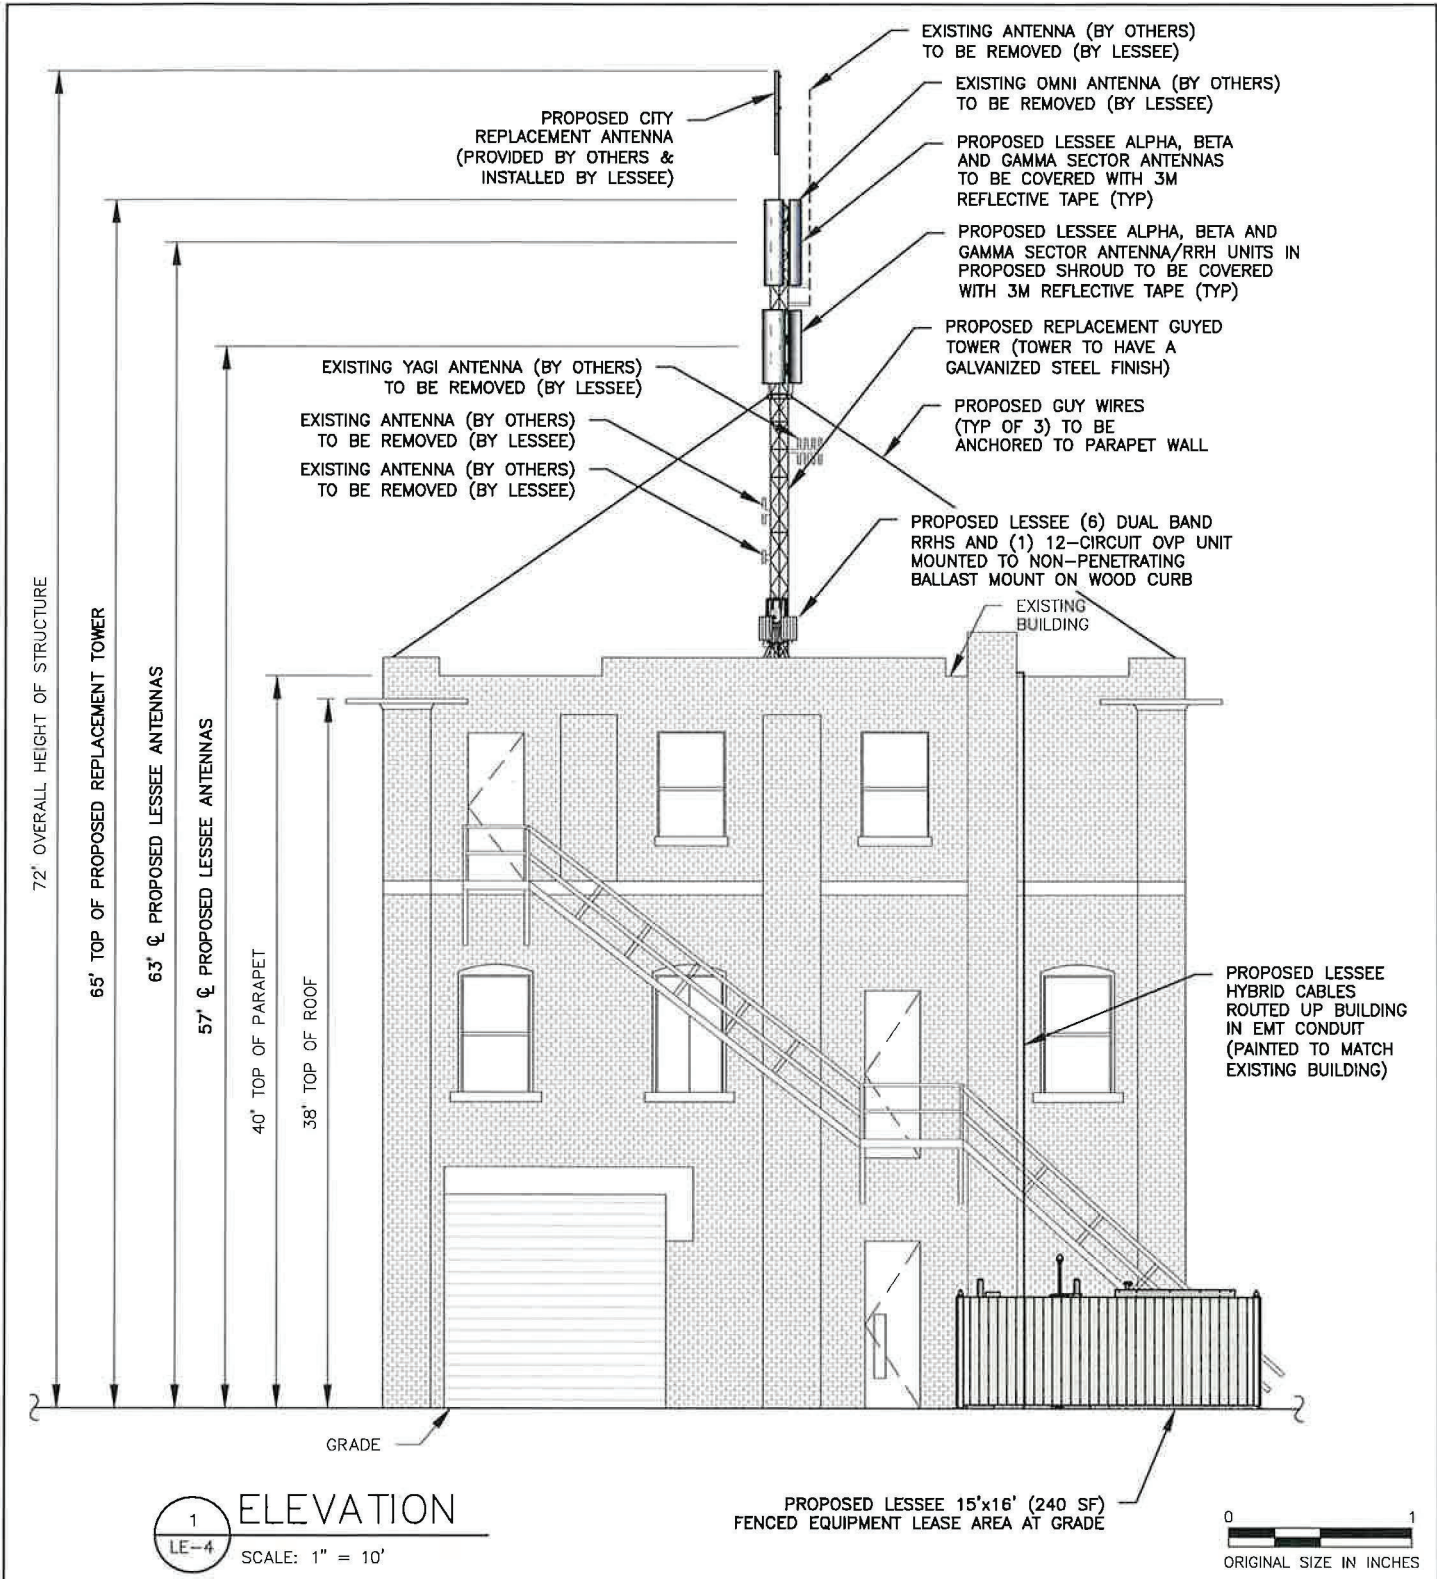 EXISTING ANTENNA (BY OTHERS)
TO BE REMOVED (BY LESSEE)
EXISTING OMNI ANTENNA (BY OTHERS)
TO BE REMOVED (BY LESSEE)
PROPOSED CITY
REPLACEMENT ANTENNA
(PROVIDED BY OTHERS &
INSTALLED BY LESSEE)
PROPOSED LESSEE ALPHA, BETA
AND GAMMA SECTOR ANTENNAS
TO BE COVERED WITH 3M
REFLECTIVE TAPE (TYP)
PROPOSED LESSEE ALPHA, BETA AND
GAMMA SECTOR ANTENNA/RRH UNITS IN
PROPOSED SHROUD TO BE COVERED
WITH 3M REFLECTIVE TAPE (TYP)
PROPOSED REPLACEMENT GUYED
TOWER (TOWER TO HAVE A
GALVANIZED STEEL FINISH)
EXISTING YAGI ANTENNA (BY OTHERS)
TO BE REMOVED (BY LESSEE)
PROPOSED GUY WIRES
(TYP OF 3) TO BE
ANCHORED TO PARAPET WALL
EXISTING ANTENNA (BY OTHERS)
TO BE REMOVED (BY LESSEE)
EXISTING ANTENNA (BY OTHERS)
TO BE REMOVED (BY LESSEE)
PROPOSED LESSEE (6) DUAL BAND
RRHS AND (1) 12-CIRCUIT OVP UNIT
MOUNTED TO NON-PENETRATING
BALLAST MOUNT ON WOOD CURB
EXISTING
BUILDING
72' OVERALL HEIGHT OF STRUCTURE
65' TOP OF PROPOSED REPLACEMENT TOWER
63' ℄ PROPOSED LESSEE ANTENNAS
57' ℄ PROPOSED LESSEE ANTENNAS
40' TOP OF PARAPET
38' TOP OF ROOF
PROPOSED LESSEE
HYBRID CABLES
ROUTED UP BUILDING
IN EMT CONDUIT
(PAINTED TO MATCH
EXISTING BUILDING)
GRADE
PROPOSED LESSEE 15'x16' (240 SF)
FENCED EQUIPMENT LEASE AREA AT GRADE
1
LE-4
ELEVATION
SCALE: 1" = 10'
0 1
ORIGINAL SIZE IN INCHES